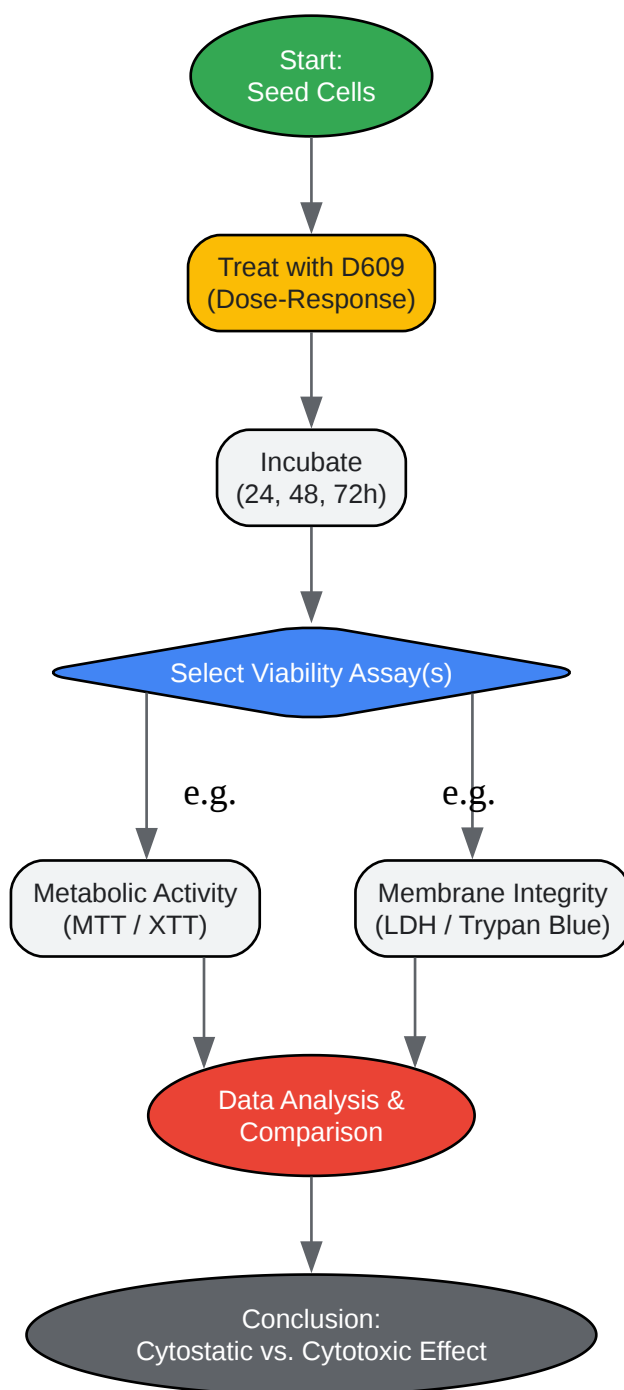 Start:
Seed Cells
Treat with D609
(Dose-Response)
Incubate
(24, 48, 72h)
Select Viability Assay(s)
e.g.
e.g.
Metabolic Activity
(MTT / XTT)
Membrane Integrity
(LDH / Trypan Blue)
Data Analysis &
Comparison
Conclusion:
Cytostatic vs. Cytotoxic Effect